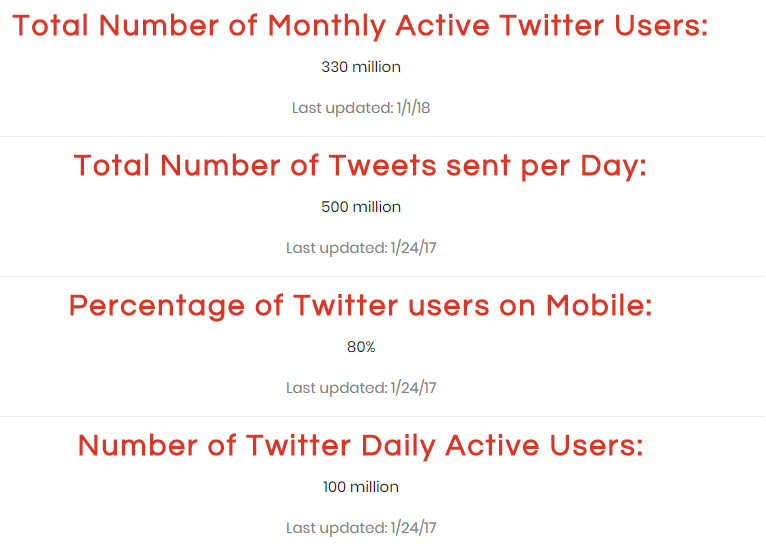 Total Number of Monthly Active Twitter Users:
330 million
Last updated: 1/1/18
Total Number of Tweets sent per Day:
500 million
Last updated: 1/24/17
Percentage of Twitter users on Mobile:
80%
Last updated: 1/24/17
Number of Twitter Daily Active Users:
100 million
Last updated: 1/24/17